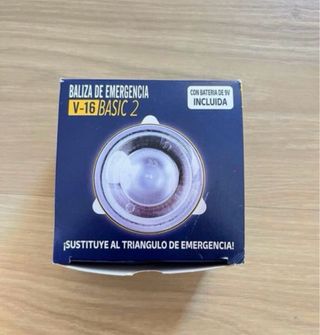 BALIZA DE EMERGENCIA
V-16 BASIC 2
CON BATERIA DE 9V
INCLUIDA
¡SUSTITUYE AL TRIANGULO DE EMERGENCIA!